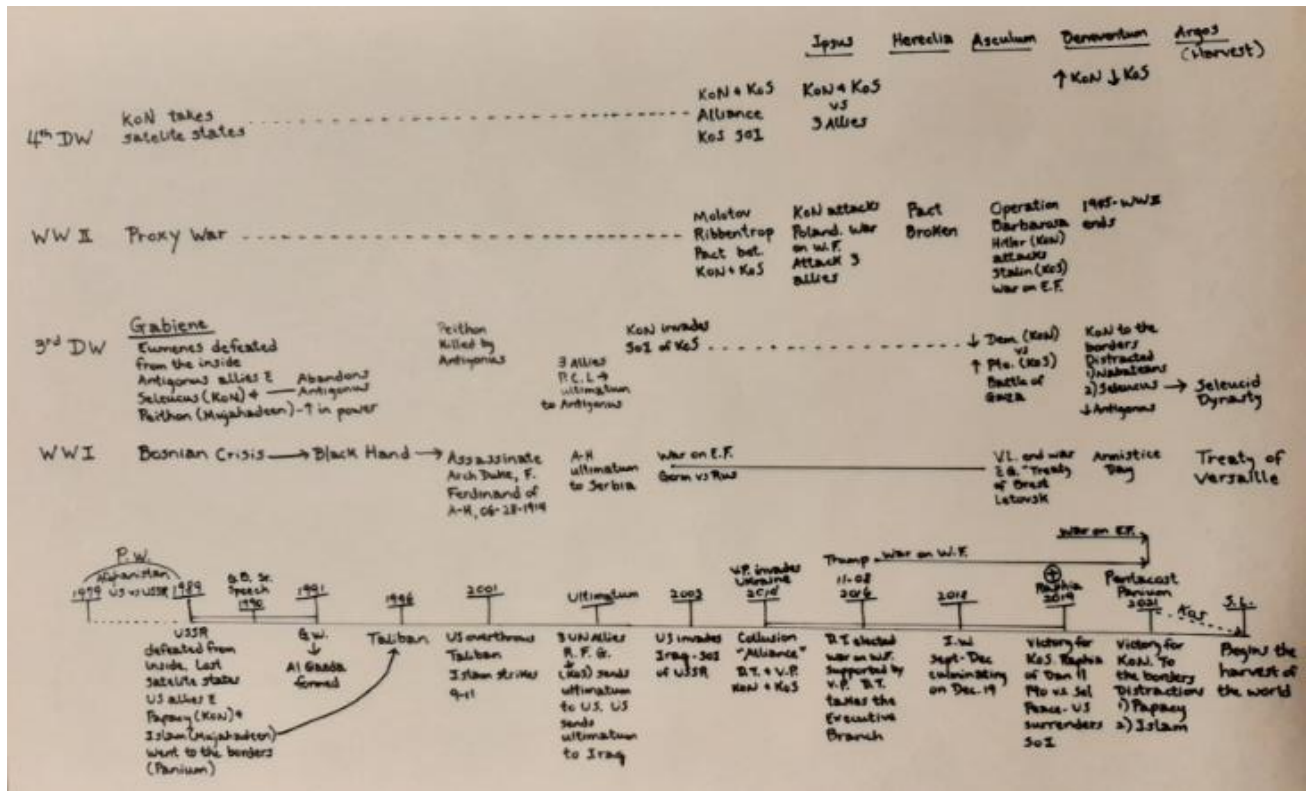 Ipsus Hereclia Asculum Beneventum Argos
(Harvest)
4th DW
KoN takes
satelite states
KoN + KoS
Alliance
KoS SoI
KoN + KoS
vs
3 Allies
↑ KoN ↓ KoS
WW II
Proxy War
Molotov
Ribbentrop
Pact bet.
KoN + KoS
KoN attacks
Poland. War
on W.F.
Attack 3
allies
Pact
Broken
Operation
Barbarosa
Hitler (KoN)
attacks
Stalin (KoS)
War on E.F.
1945-WWII
ends
3rd DW
Gabiene
Eumenes defeated
from the inside
Antigonus allies c̄
Seleucus (KoN) + Abandons
Antigonus
Peithon (Mujahadeen) - ↑ in power
Peithon
Killed by
Antigonus
3 Allies
P.C.L →
ultimatum
to Antigonus
KoN invades
SoI of KoS
↓ Dem. (KoN)
vs
↑ Pto. (KoS)
Battle of
Gaza
KoN to the
borders
Distracted
1) Nabateans
2) Seleucus → Seleucid
Dynasty
↓ Antigonus
WW I
Bosnian Crisis → Black Hand →
Assassinate
Arch Duke, F.
Ferdinand of
A-H, 06-28-1914
A-H
ultimatum
to Serbia
War on E.F.
Germ vs Rus
V.L. end war
c̄ G. "Treaty
of Brest
Letovsk
Armistice
Day
Treaty of
Versaille
P.W.
Afghanistan
US vs USSR
1979
1989
USSR
defeated from
inside. Last
satelite states
US allies c̄
Papacy (KoN) +
Islam (Mujahadeen)
went to the borders
(Panium)
G.B. Sr.
Speech
1990
1991
G.W.
↓
Al Qaeda
formed
1996
Taliban
2001
US overthrows
Taliban
Islam strikes
9-11
Ultimatum
3 UN Allies
R. F. G.
↓
(KoS) sends
ultimatum
to U.S. US
sends
ultimatum
to Iraq
2003
US invades
Iraq-SoI
of USSR
V.P. invades
Ukraine
Collusion
"Alliance"
D.T. + V.P.
KoN + KoS
Trump War on W.F.
11-08
2016
D.T. elected
war on W.F.
Supported by
V.P. D.T.
takes the
Executive
Branch
2018
I.W.
Sept-Dec
culminating
on Dec. 19
War on E.F.
Raphia
2019
Victory for
KoS. Raphia
of Dan 11
Pto vs Sel
Peace-US
surrenders
SoI
Pentacost
Panium
2021
Victory for
KoN. To the
borders
Distractions
1) Papacy
2) Islam
S.L.
Begins the
harvest of
the world